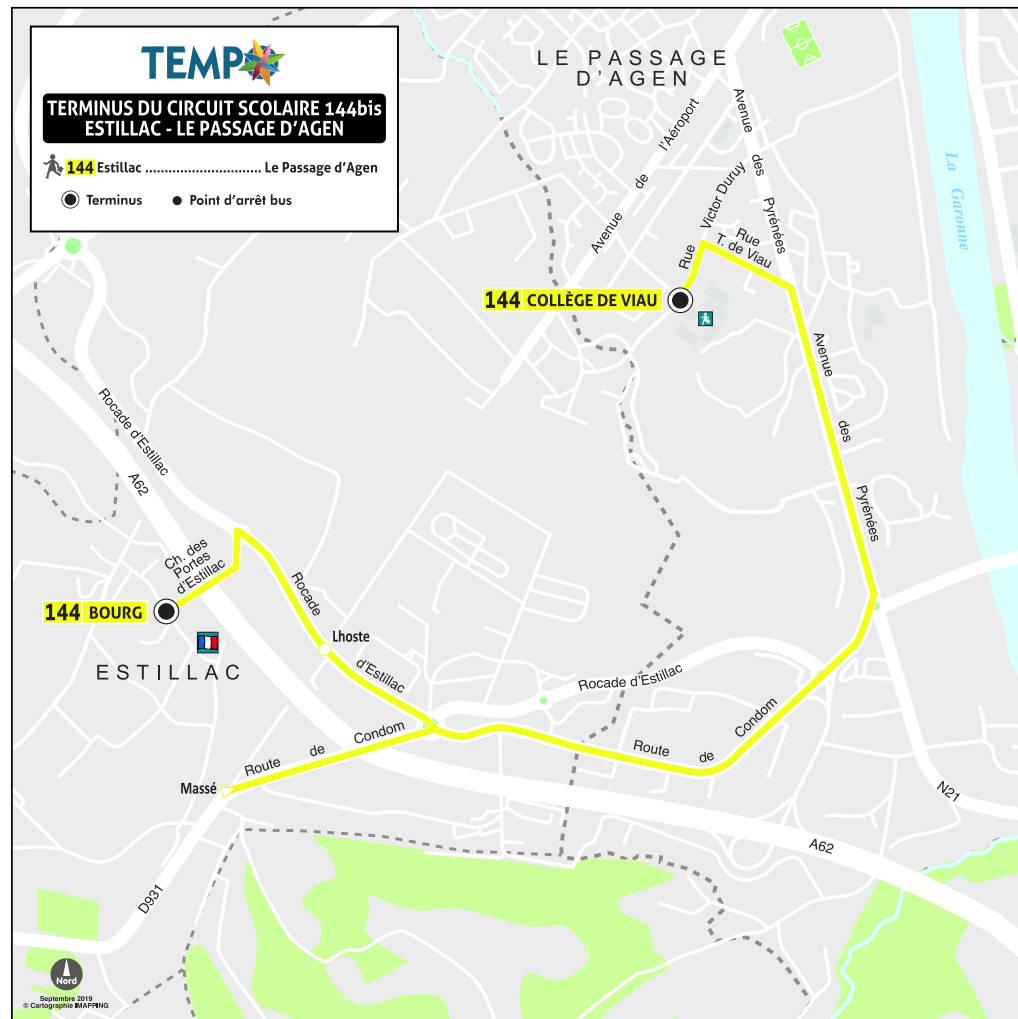 TEMPO
TERMINUS DU CIRCUIT SCOLAIRE 144bis
ESTILLAC - LE PASSAGE D'AGEN
144 Estillac .............................. Le Passage d'Agen
Terminus
Point d'arrêt bus
LE PASSAGE
D'AGEN
Avenue de l'Aéroport
Avenue des Pyrénées
La Garonne
Rue Victor Duruy
Rue
T. de Viau
144 COLLÈGE DE VIAU
Avenue des Pyrénées
Rocade d'Estillac
A62
Ch. des
Portes
d'Estillac
144 BOURG
ESTILLAC
Rocade d'Estillac
Lhoste
Rocade d'Estillac
Route de Condom
Massé
Route de Condom
N21
A62
D931
Nord
Septembre 2019
© Cartographie IMAPPING